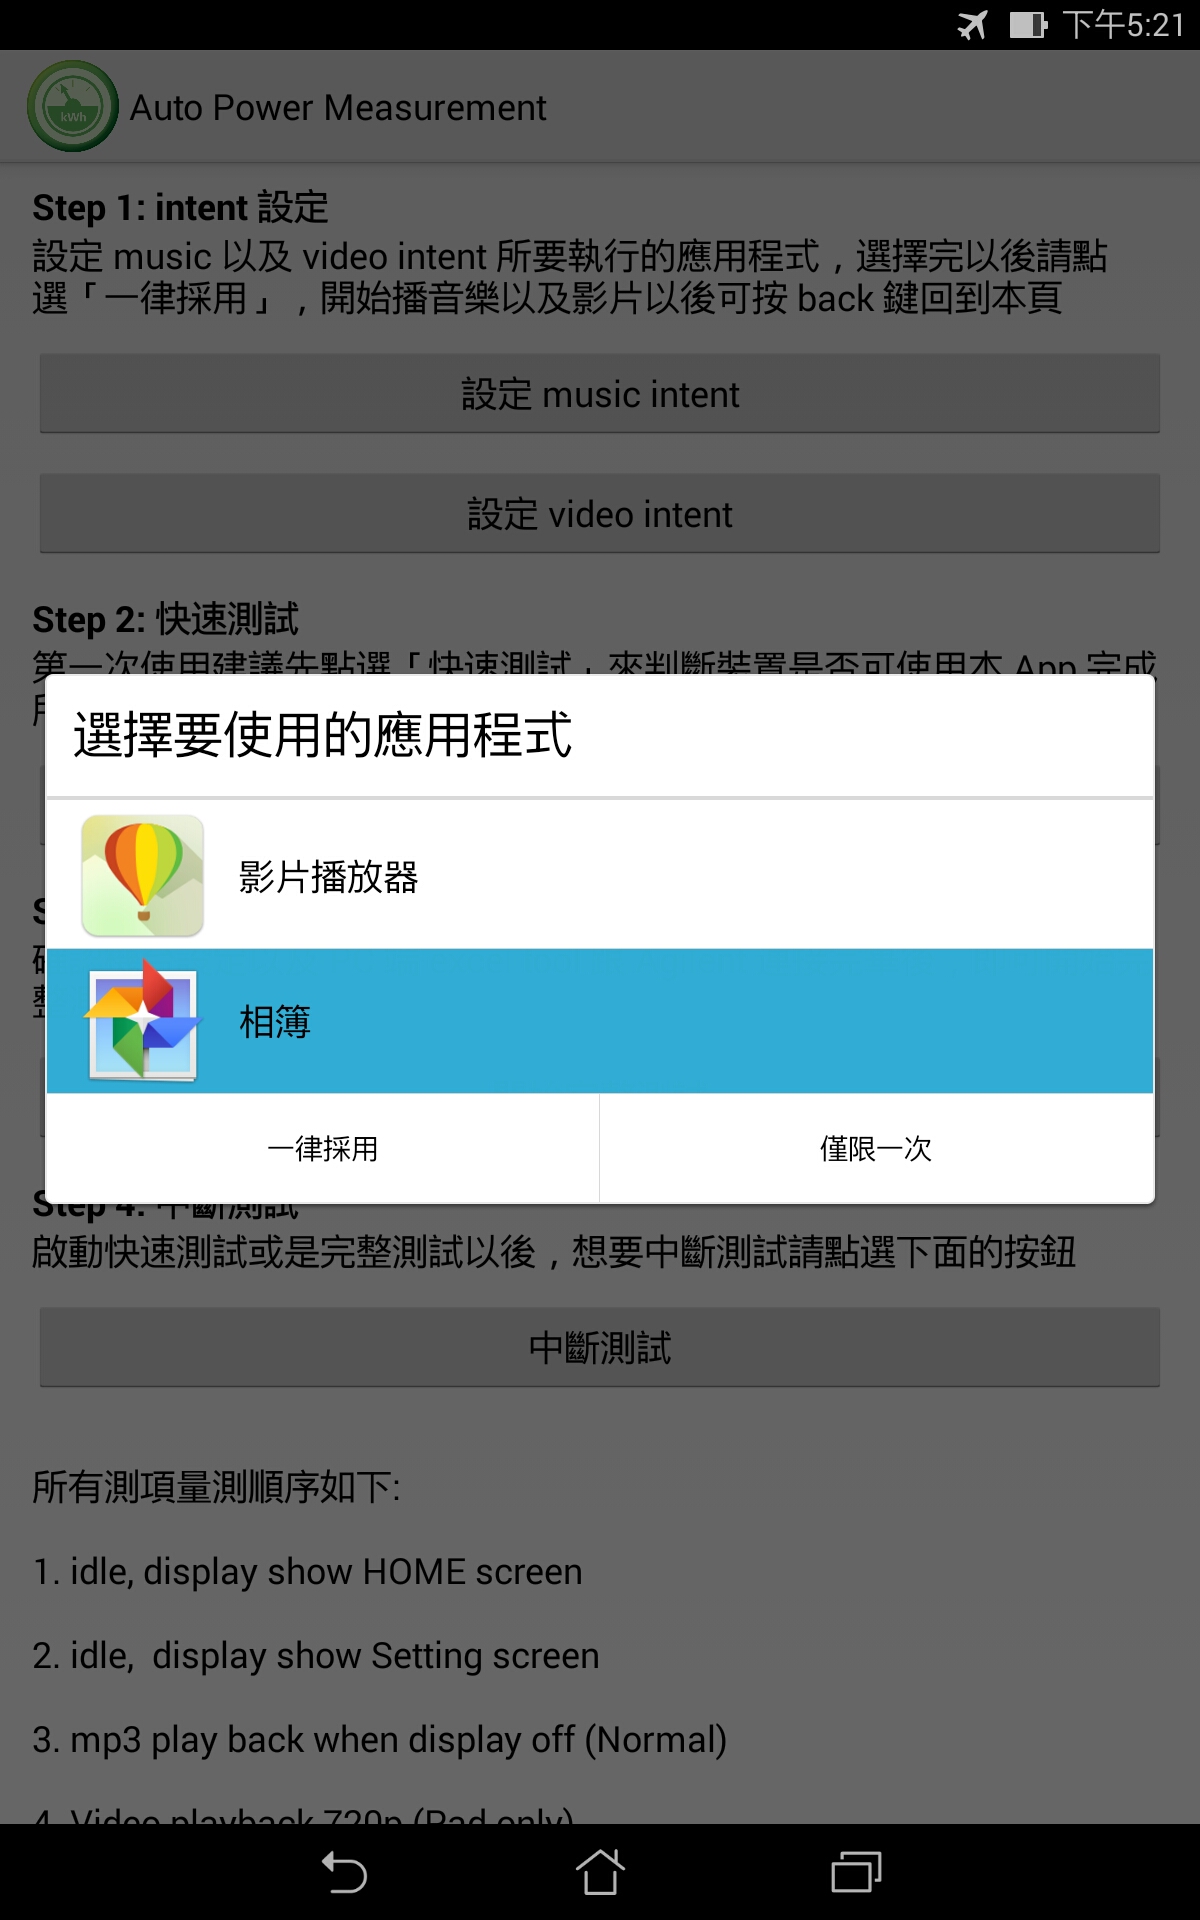 下午5:21
kWh
Auto Power Measurement
Step 1: intent 設定
設定 music 以及 video intent 所要執行的應用程式，選擇完以後請點
選「一律採用」，開始播音樂以及影片以後可按 back 鍵回到本頁
設定 music intent
設定 video intent
Step 2: 快速測試
第一次使用建議先點選「快速測試」來判斷裝置是否可使用本 App 完成
選擇要使用的應用程式
影片播放器
相簿
一律採用
僅限一次
Step 4: 中斷測試
啟動快速測試或是完整測試以後，想要中斷測試請點選下面的按鈕
中斷測試
所有測項量測順序如下:
1. idle, display show HOME screen
2. idle,  display show Setting screen
3. mp3 play back when display off (Normal)
4. Video playback 720p (Pad only)